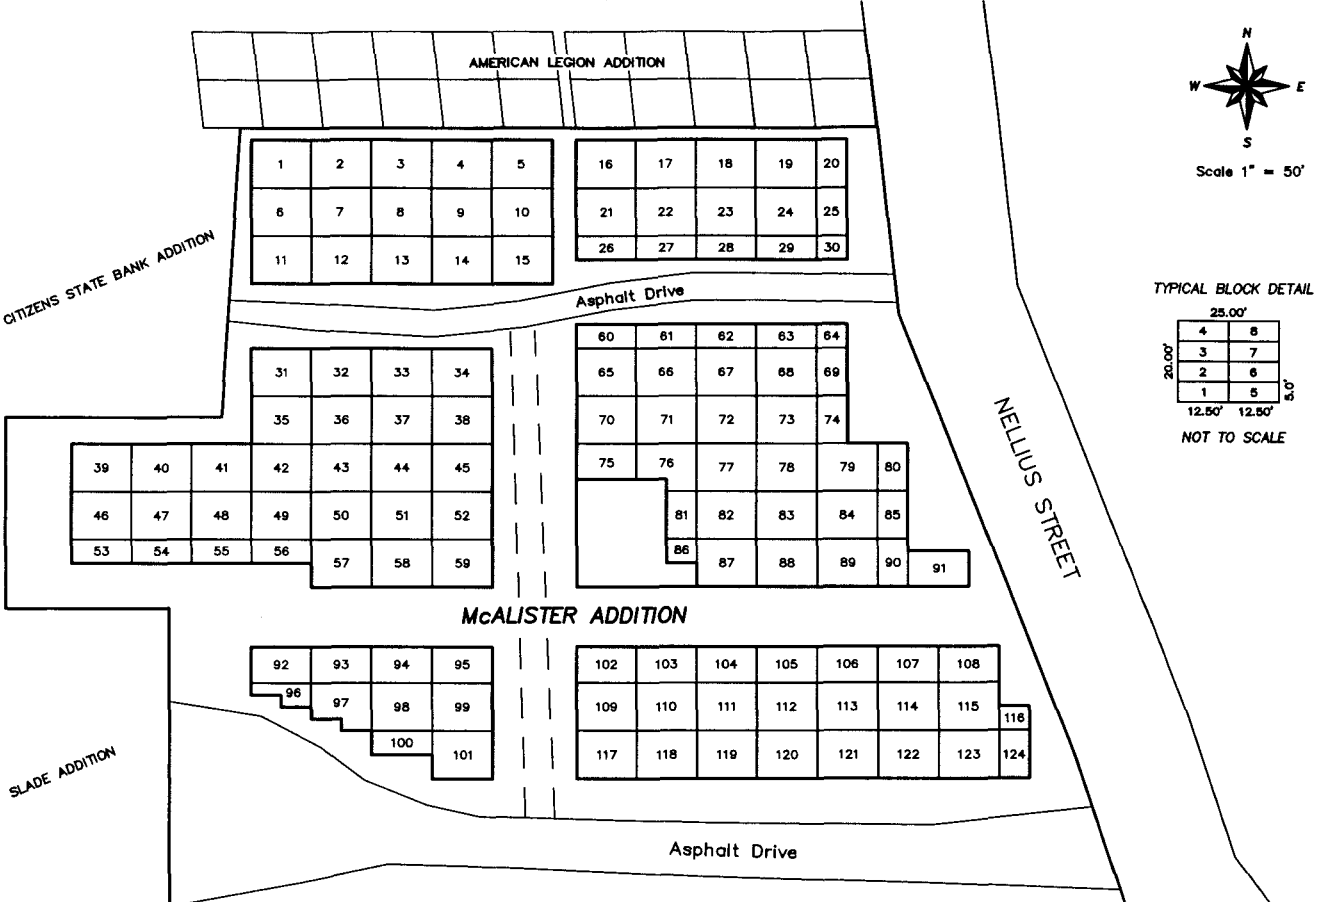 AMERICAN LEGION ADDITION
N
W E
S
Scale 1" = 50'
1 2 3 4 5 16 17 18 19 20
6 7 8 9 10 21 22 23 24 25
11 12 13 14 15 26 27 28 29 30
CITIZENS STATE BANK ADDITION
Asphalt Drive
TYPICAL BLOCK DETAIL
25.00'
4 8
3 7
2 6
1 5
20.00'
5.0'
12.50' 12.50'
NOT TO SCALE
60 61 62 63 64
31 32 33 34 65 66 67 68 69
35 36 37 38 70 71 72 73 74
39 40 41 42 43 44 45 75 76 77 78 79 80
46 47 48 49 50 51 52 81 82 83 84 85
53 54 55 56 57 58 59 86 87 88 89 90 91
NELLIUS STREET
McALISTER ADDITION
92 93 94 95 102 103 104 105 106 107 108
96 97 98 99 109 110 111 112 113 114 115 116
100 101 117 118 119 120 121 122 123 124
SLADE ADDITION
Asphalt Drive